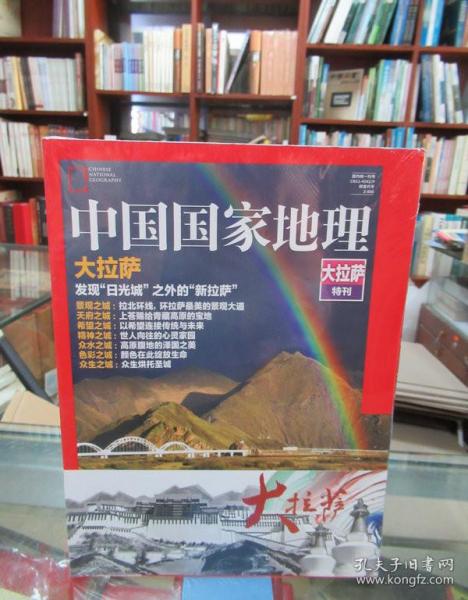 CHINESE
NATIONAL
GEOGRAPHY
中国国家地理
大拉萨
发现“日光城”之外的“新拉萨”
景观之城：拉北环线，环拉萨最美的景观大道
天府之城：上苍赐给青藏高原的宝地
希望之城：以希望连接传统与未来
精神之城：世人向往的心灵家园
众水之城：高原腹地的泽国之美
色彩之城：颜色在此绽放生命
众生之城：众生烘托圣城
大拉萨
特刊
大拉萨
孔夫子旧书网
www.kongfz.com